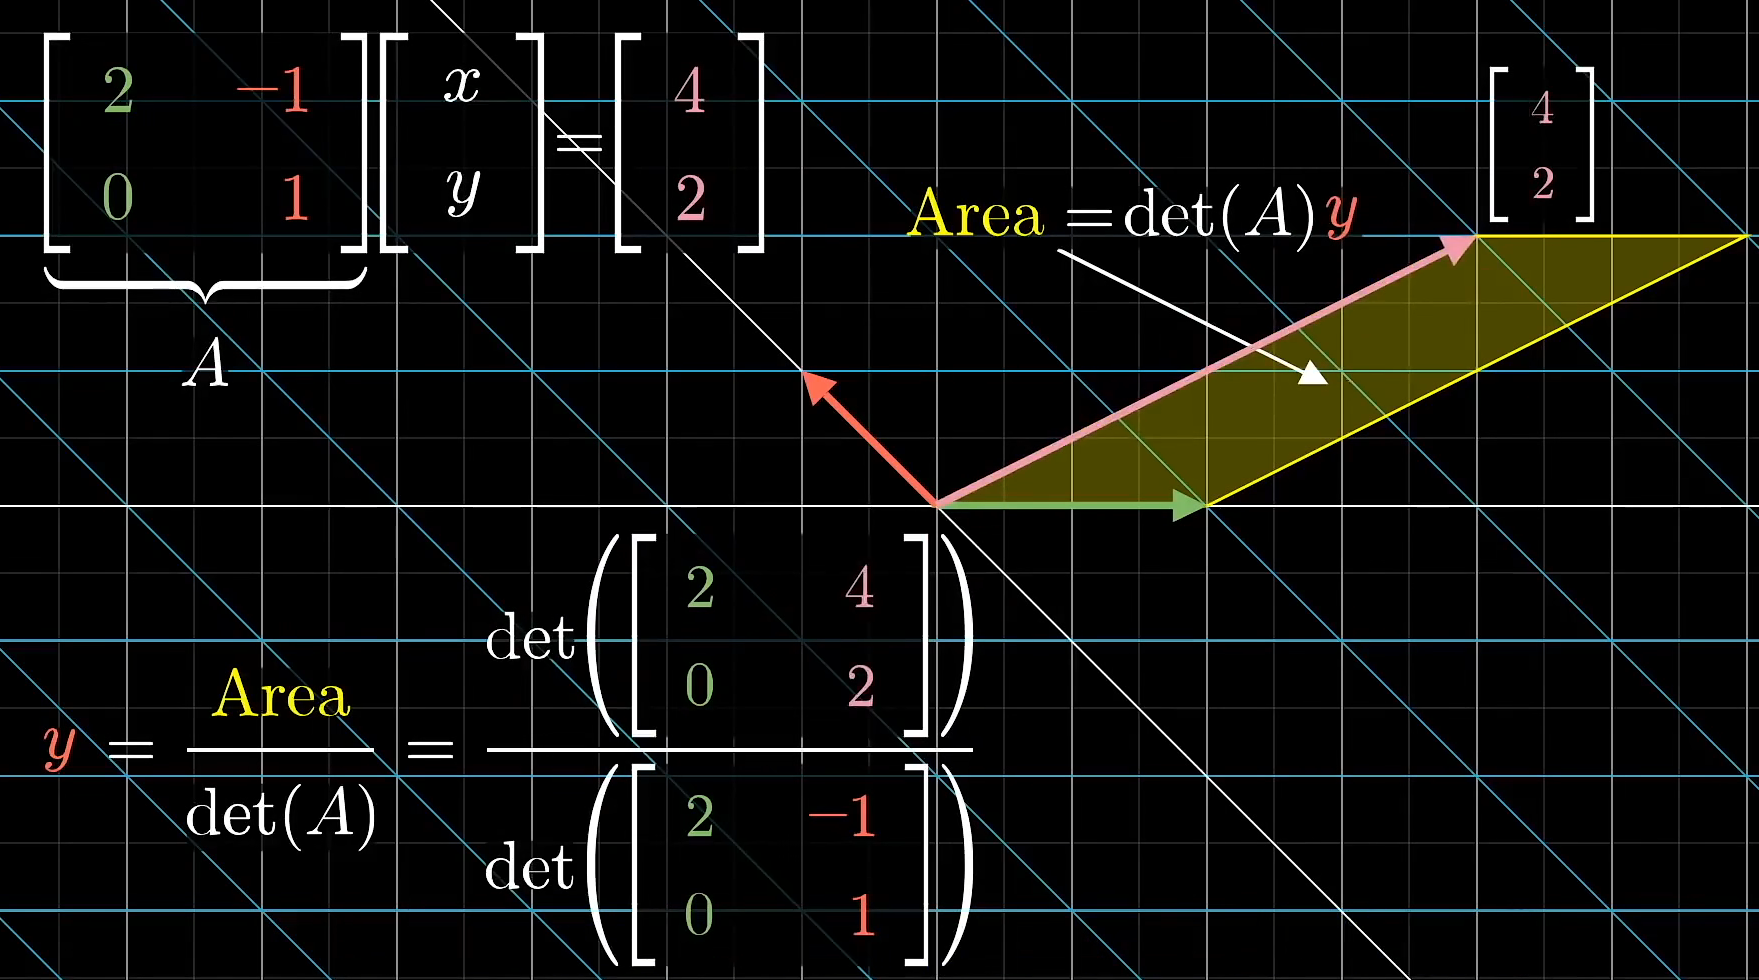 [2 −1] [x] = [4] [4]
[0 1] [y] [2] [2]
Area = det(A)y
A
det([2 4]
[0 2])
y = Area / det(A) =
det([2 −1]
[0 1])